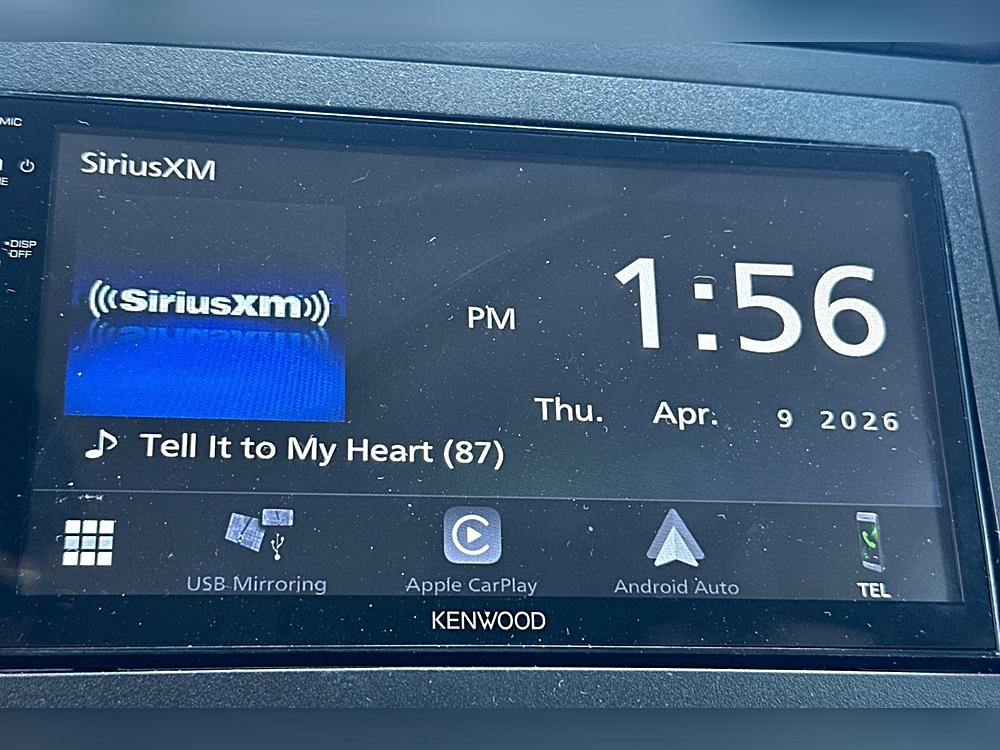 MIC
SiriusXM
DISP
OFF
((SiriusXM))
PM 1:56
Thu. Apr. 9 2026
Tell It to My Heart (87)
USB Mirroring
Apple CarPlay
Android Auto
TEL
KENWOOD